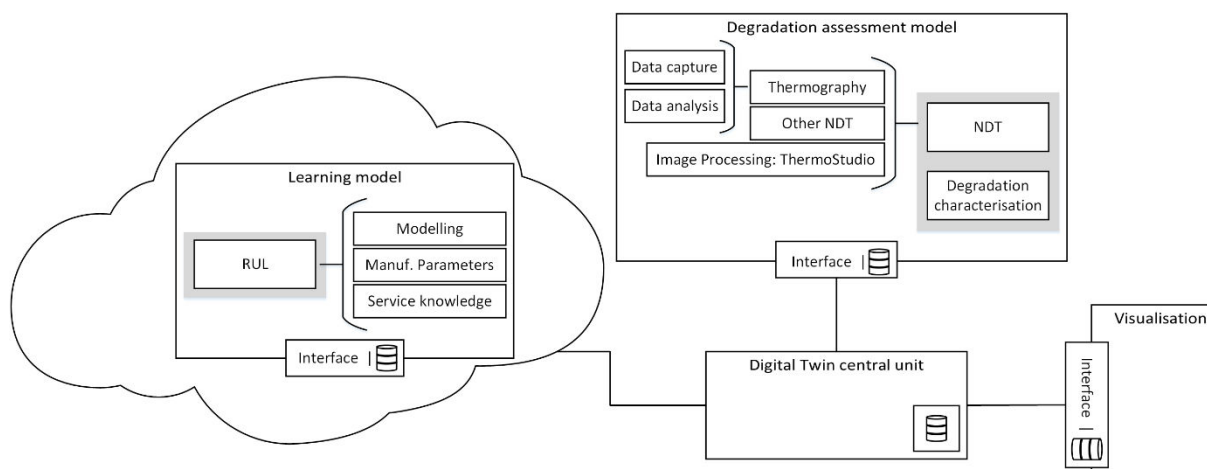 Degradation assessment model
Data capture
Data analysis
Thermography
Other NDT
Image Processing: ThermoStudio
NDT
Degradation
characterisation
Interface |
Learning model
RUL
Modelling
Manuf. Parameters
Service knowledge
Interface |
Digital Twin central unit
Visualisation
Interface |